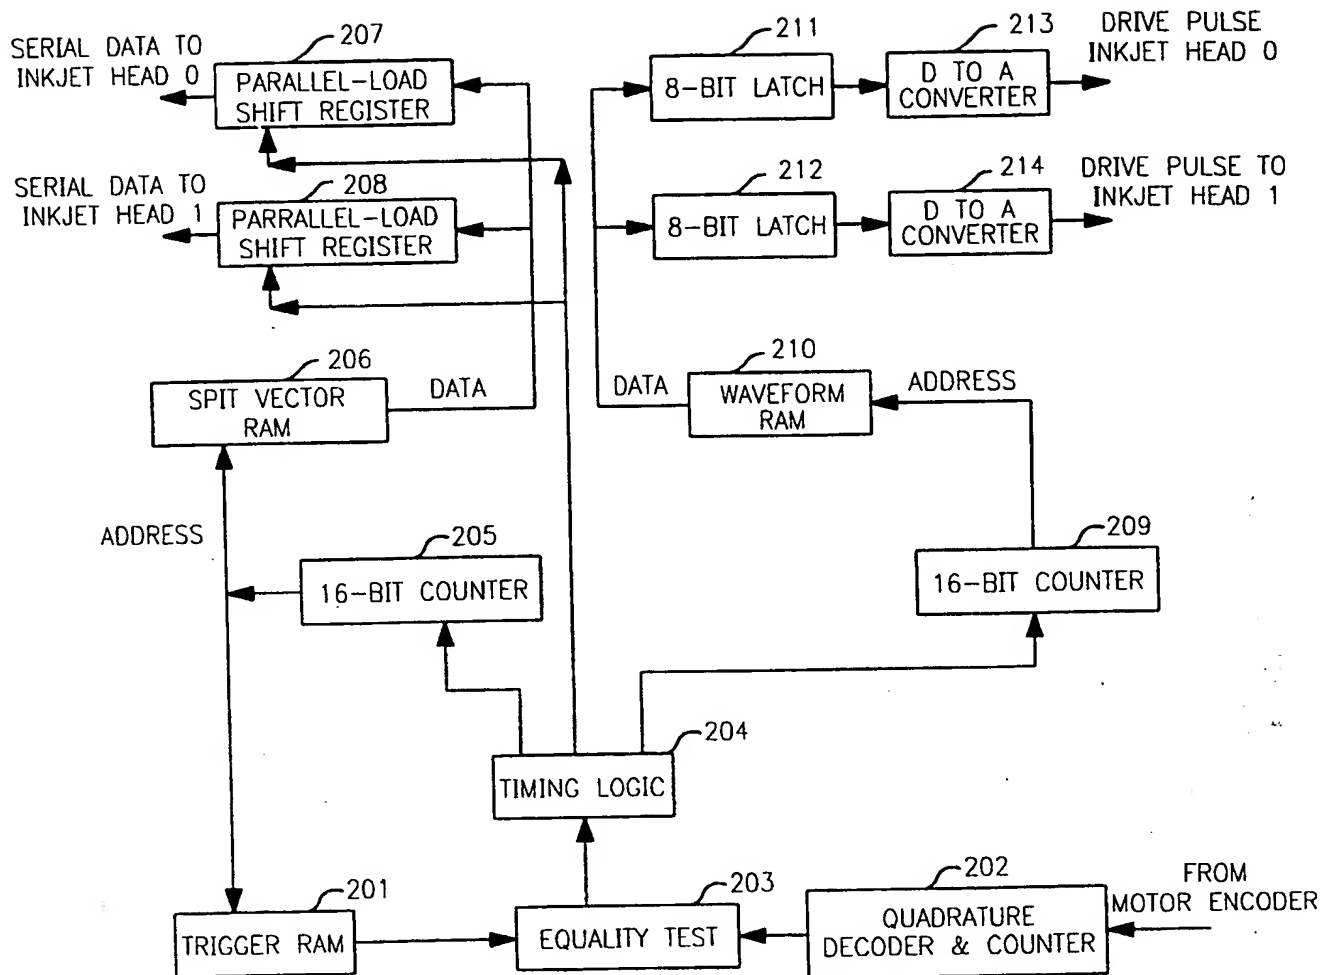 207
SERIAL DATA TO
INKJET HEAD 0
PARALLEL-LOAD
SHIFT REGISTER
211
8-BIT LATCH
213
D TO A
CONVERTER
DRIVE PULSE
INKJET HEAD 0
208
SERIAL DATA TO
INKJET HEAD 1
PARRALLEL-LOAD
SHIFT REGISTER
212
8-BIT LATCH
214
D TO A
CONVERTER
DRIVE PULSE TO
INKJET HEAD 1
206
SPIT VECTOR
RAM
DATA
DATA
210
WAVEFORM
RAM
ADDRESS
ADDRESS
205
16-BIT COUNTER
209
16-BIT COUNTER
204
TIMING LOGIC
201
TRIGGER RAM
203
EQUALITY TEST
202
QUADRATURE
DECODER & COUNTER
FROM
MOTOR ENCODER